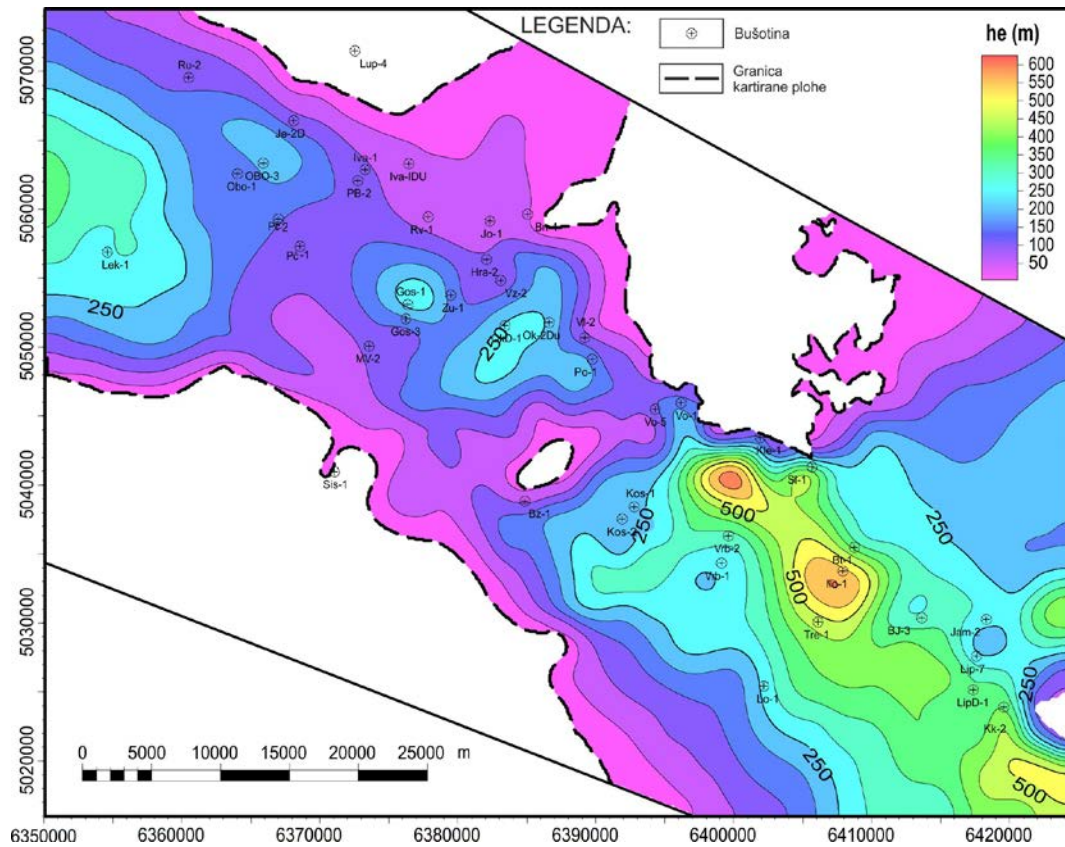 LEGENDA:
Bušotina
Granica
kartirane plohe
he (m)
600
550
500
450
400
350
300
250
200
150
100
50
5070000
5060000
5050000
5040000
5030000
5020000
6350000
6360000
6370000
6380000
6390000
6400000
6410000
6420000
Ru-2
Lup-4
Ja-2D
Iva-1
Iva-IDU
OBO-3
Obo-1
PB-2
Rv-1
Jo-1
Pc-1
Hra-2
Lek-1
Vz-2
Gos-1
Zu-1
250
Gos-3
Ok-2Du
250
MV-2
Po-1
Vo-5
Vo-1
Kle-1
Sis-1
Bz-1
Kos-1
250
500
250
Vrb-2
Vrb-1
500
Tre-1
BJ-3
Jam-2
Lip-7
LipD-1
250
Kk-2
Lo-1
250
500
0 5000 10000 15000 20000 25000 m